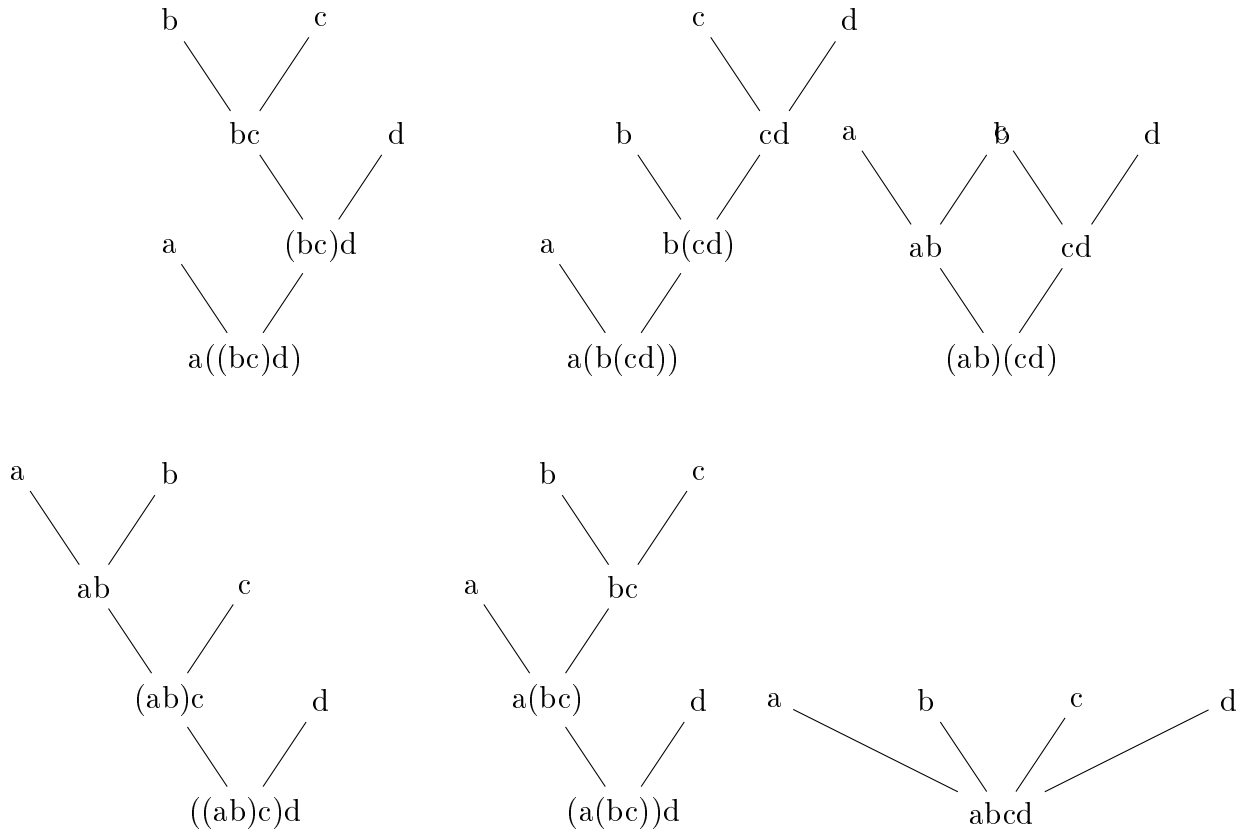 b c c d
bc d b cd a b c d
a (bc)d a b(cd) ab cd
a((bc)d) a(b(cd)) (ab)(cd)
a b b c
ab c a bc
(ab)c d a(bc) d a b c d
((ab)c)d (a(bc))d abcd